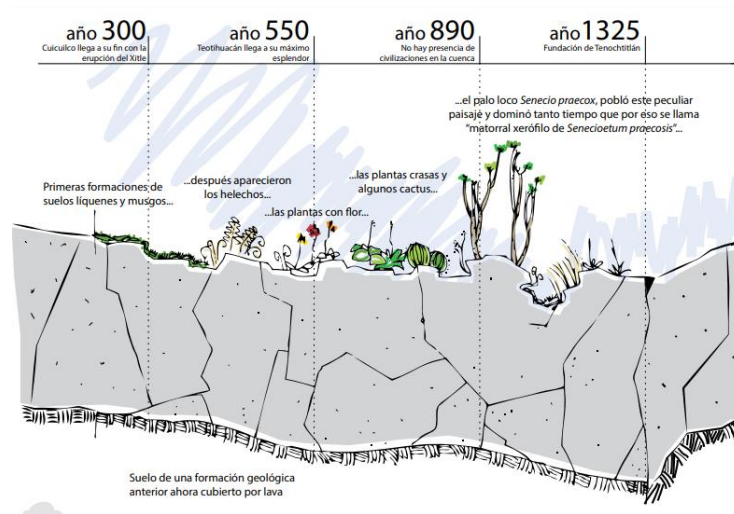 año 300
Cuicuilco llega a su fin con la
erupción del Xitle
año 550
Teotihuacán llega a su máximo
esplendor
año 890
No hay presencia de
civilizaciones en la cuenca
año 1325
Fundación de Tenochtitlán
...el palo loco Senecio praecox, pobló este peculiar
paisaje y dominó tanto tiempo que por eso se llama
"matorral xerófilo de Senecioetum praecosis"...
Primeras formaciones de
suelos líquenes y musgos...
...después aparecieron
los helechos...
...las plantas con flor...
...las plantas crasas y
algunos cactus...
Suelo de una formación geológica
anterior ahora cubierto por lava